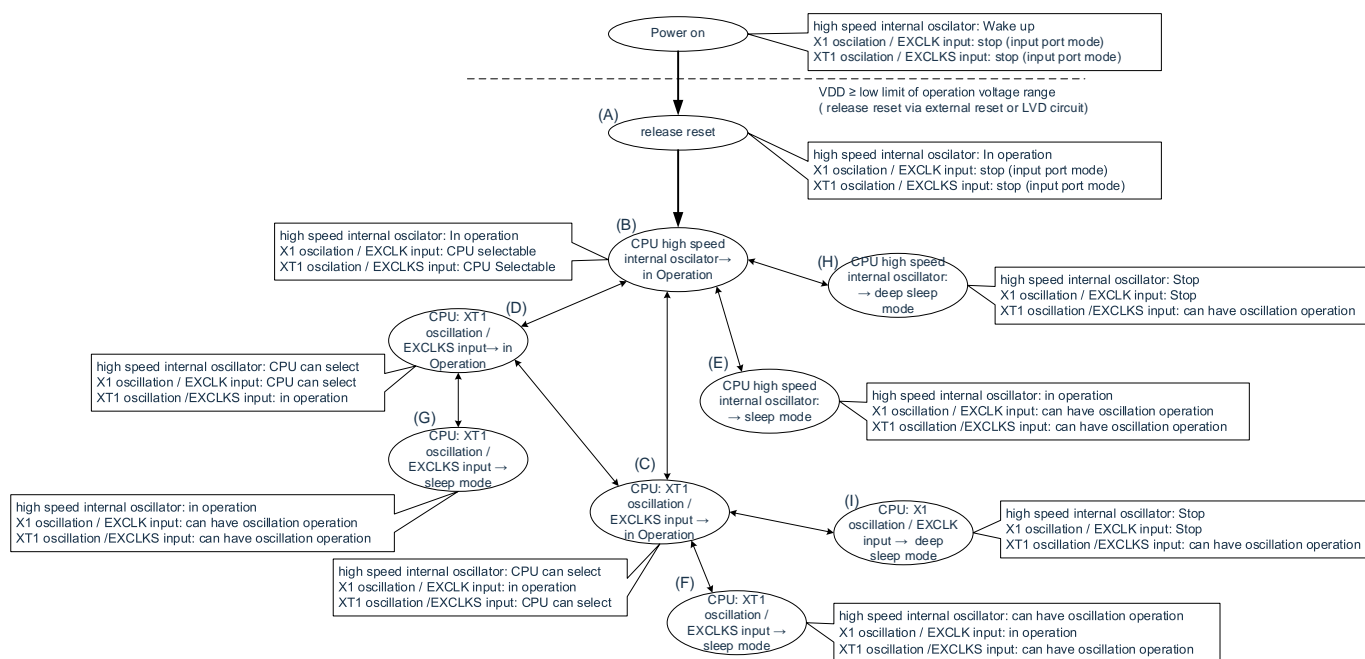 Power on
high speed internal oscilator: Wake up
X1 oscilation / EXCLK input: stop (input port mode)
XT1 oscilation / EXCLKS input: stop (input port mode)
VDD ≥ low limit of operation voltage range
( release reset via external reset or LVD circuit)
(A)
release reset
high speed internal oscilator: In operation
X1 oscilation / EXCLK input: stop (input port mode)
XT1 oscilation / EXCLKS input: stop (input port mode)
(B)
CPU high speed
internal oscilator→
in Operation
high speed internal oscilator: In operation
X1 oscilation / EXCLK input: CPU selectable
XT1 oscilation / EXCLKS input: CPU Selectable
(H)
CPU high speed
internal oscillator:
→ deep sleep
mode
high speed internal oscillator: Stop
X1 oscillation / EXCLK input: Stop
XT1 oscillation /EXCLKS input: can have oscillation operation
(D)
CPU: XT1
oscillation /
EXCLKS input→ in
Operation
high speed internal oscillator: CPU can select
X1 oscillation / EXCLK input: CPU can select
XT1 oscillation /EXCLKS input: in operation
(E)
CPU high speed
internal oscillator:
→ sleep mode
high speed internal oscillator: in operation
X1 oscillation / EXCLK input: can have oscillation operation
XT1 oscillation /EXCLKS input: can have oscillation operation
(G)
CPU: XT1
oscillation /
EXCLKS input →
sleep mode
high speed internal oscillator: in operation
X1 oscillation / EXCLK input: can have oscillation operation
XT1 oscillation /EXCLKS input: can have oscillation operation
(C)
CPU: XT1
oscillation /
EXCLKS input →
in Operation
high speed internal oscillator: CPU can select
X1 oscillation / EXCLK input: in operation
XT1 oscillation /EXCLKS input: CPU can select
(I)
CPU: X1
oscillation / EXCLK
input → deep
sleep mode
high speed internal oscillator: Stop
X1 oscillation / EXCLK input: Stop
XT1 oscillation /EXCLKS input: can have oscillation operation
(F)
CPU: XT1
oscillation /
EXCLKS input →
sleep mode
high speed internal oscillator: can have oscillation operation
X1 oscillation / EXCLK input: in operation
XT1 oscillation /EXCLKS input: can have oscillation operation